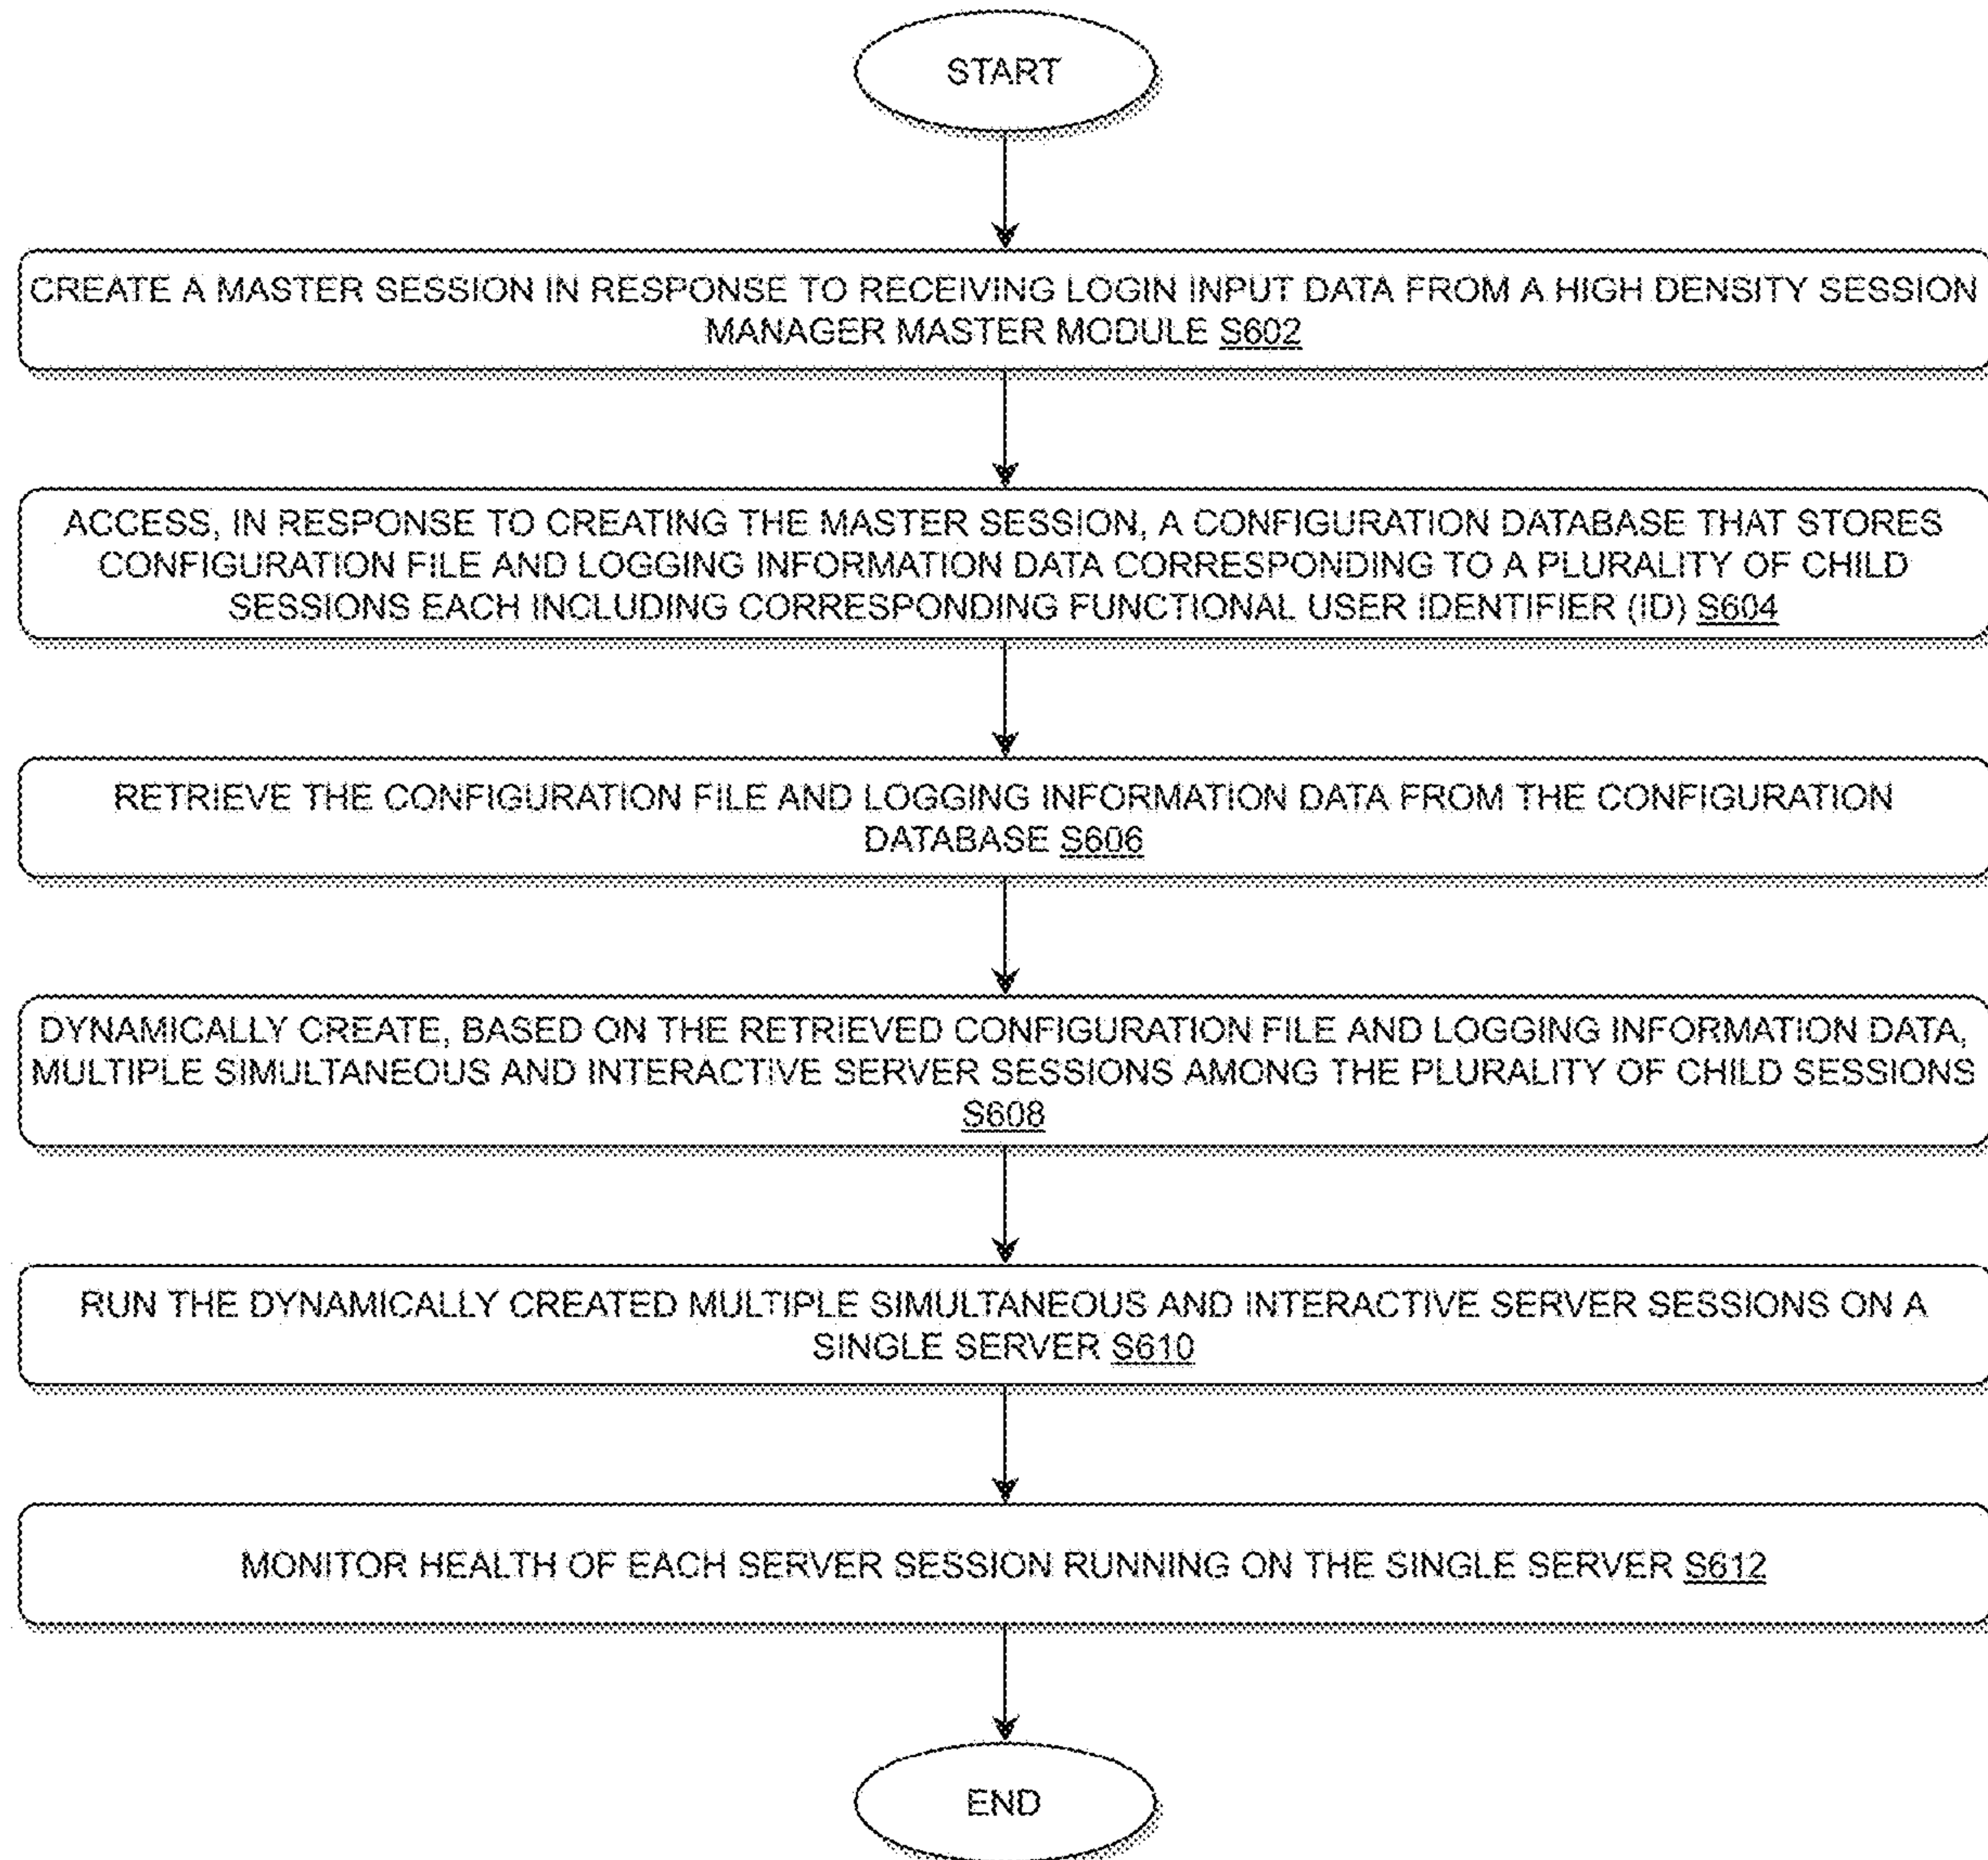 START
CREATE A MASTER SESSION IN RESPONSE TO RECEIVING LOGIN INPUT DATA FROM A HIGH DENSITY SESSION
MANAGER MASTER MODULE S602
ACCESS, IN RESPONSE TO CREATING THE MASTER SESSION, A CONFIGURATION DATABASE THAT STORES
CONFIGURATION FILE AND LOGGING INFORMATION DATA CORRESPONDING TO A PLURALITY OF CHILD
SESSIONS EACH INCLUDING CORRESPONDING FUNCTIONAL USER IDENTIFIER (ID) S604
RETRIEVE THE CONFIGURATION FILE AND LOGGING INFORMATION DATA FROM THE CONFIGURATION
DATABASE S606
DYNAMICALLY CREATE, BASED ON THE RETRIEVED CONFIGURATION FILE AND LOGGING INFORMATION DATA,
MULTIPLE SIMULTANEOUS AND INTERACTIVE SERVER SESSIONS AMONG THE PLURALITY OF CHILD SESSIONS
S608
RUN THE DYNAMICALLY CREATED MULTIPLE SIMULTANEOUS AND INTERACTIVE SERVER SESSIONS ON A
SINGLE SERVER S610
MONITOR HEALTH OF EACH SERVER SESSION RUNNING ON THE SINGLE SERVER S612
END